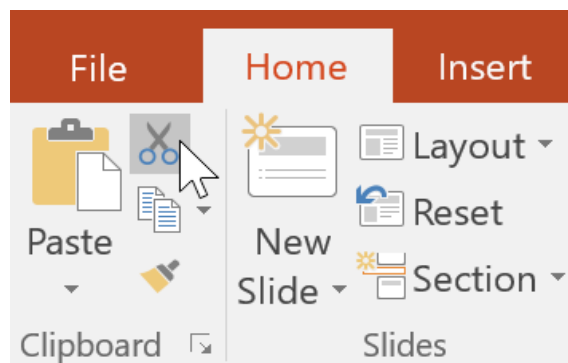 File Home Insert
Layout
Reset
Paste New
Slide Section
Clipboard Slides